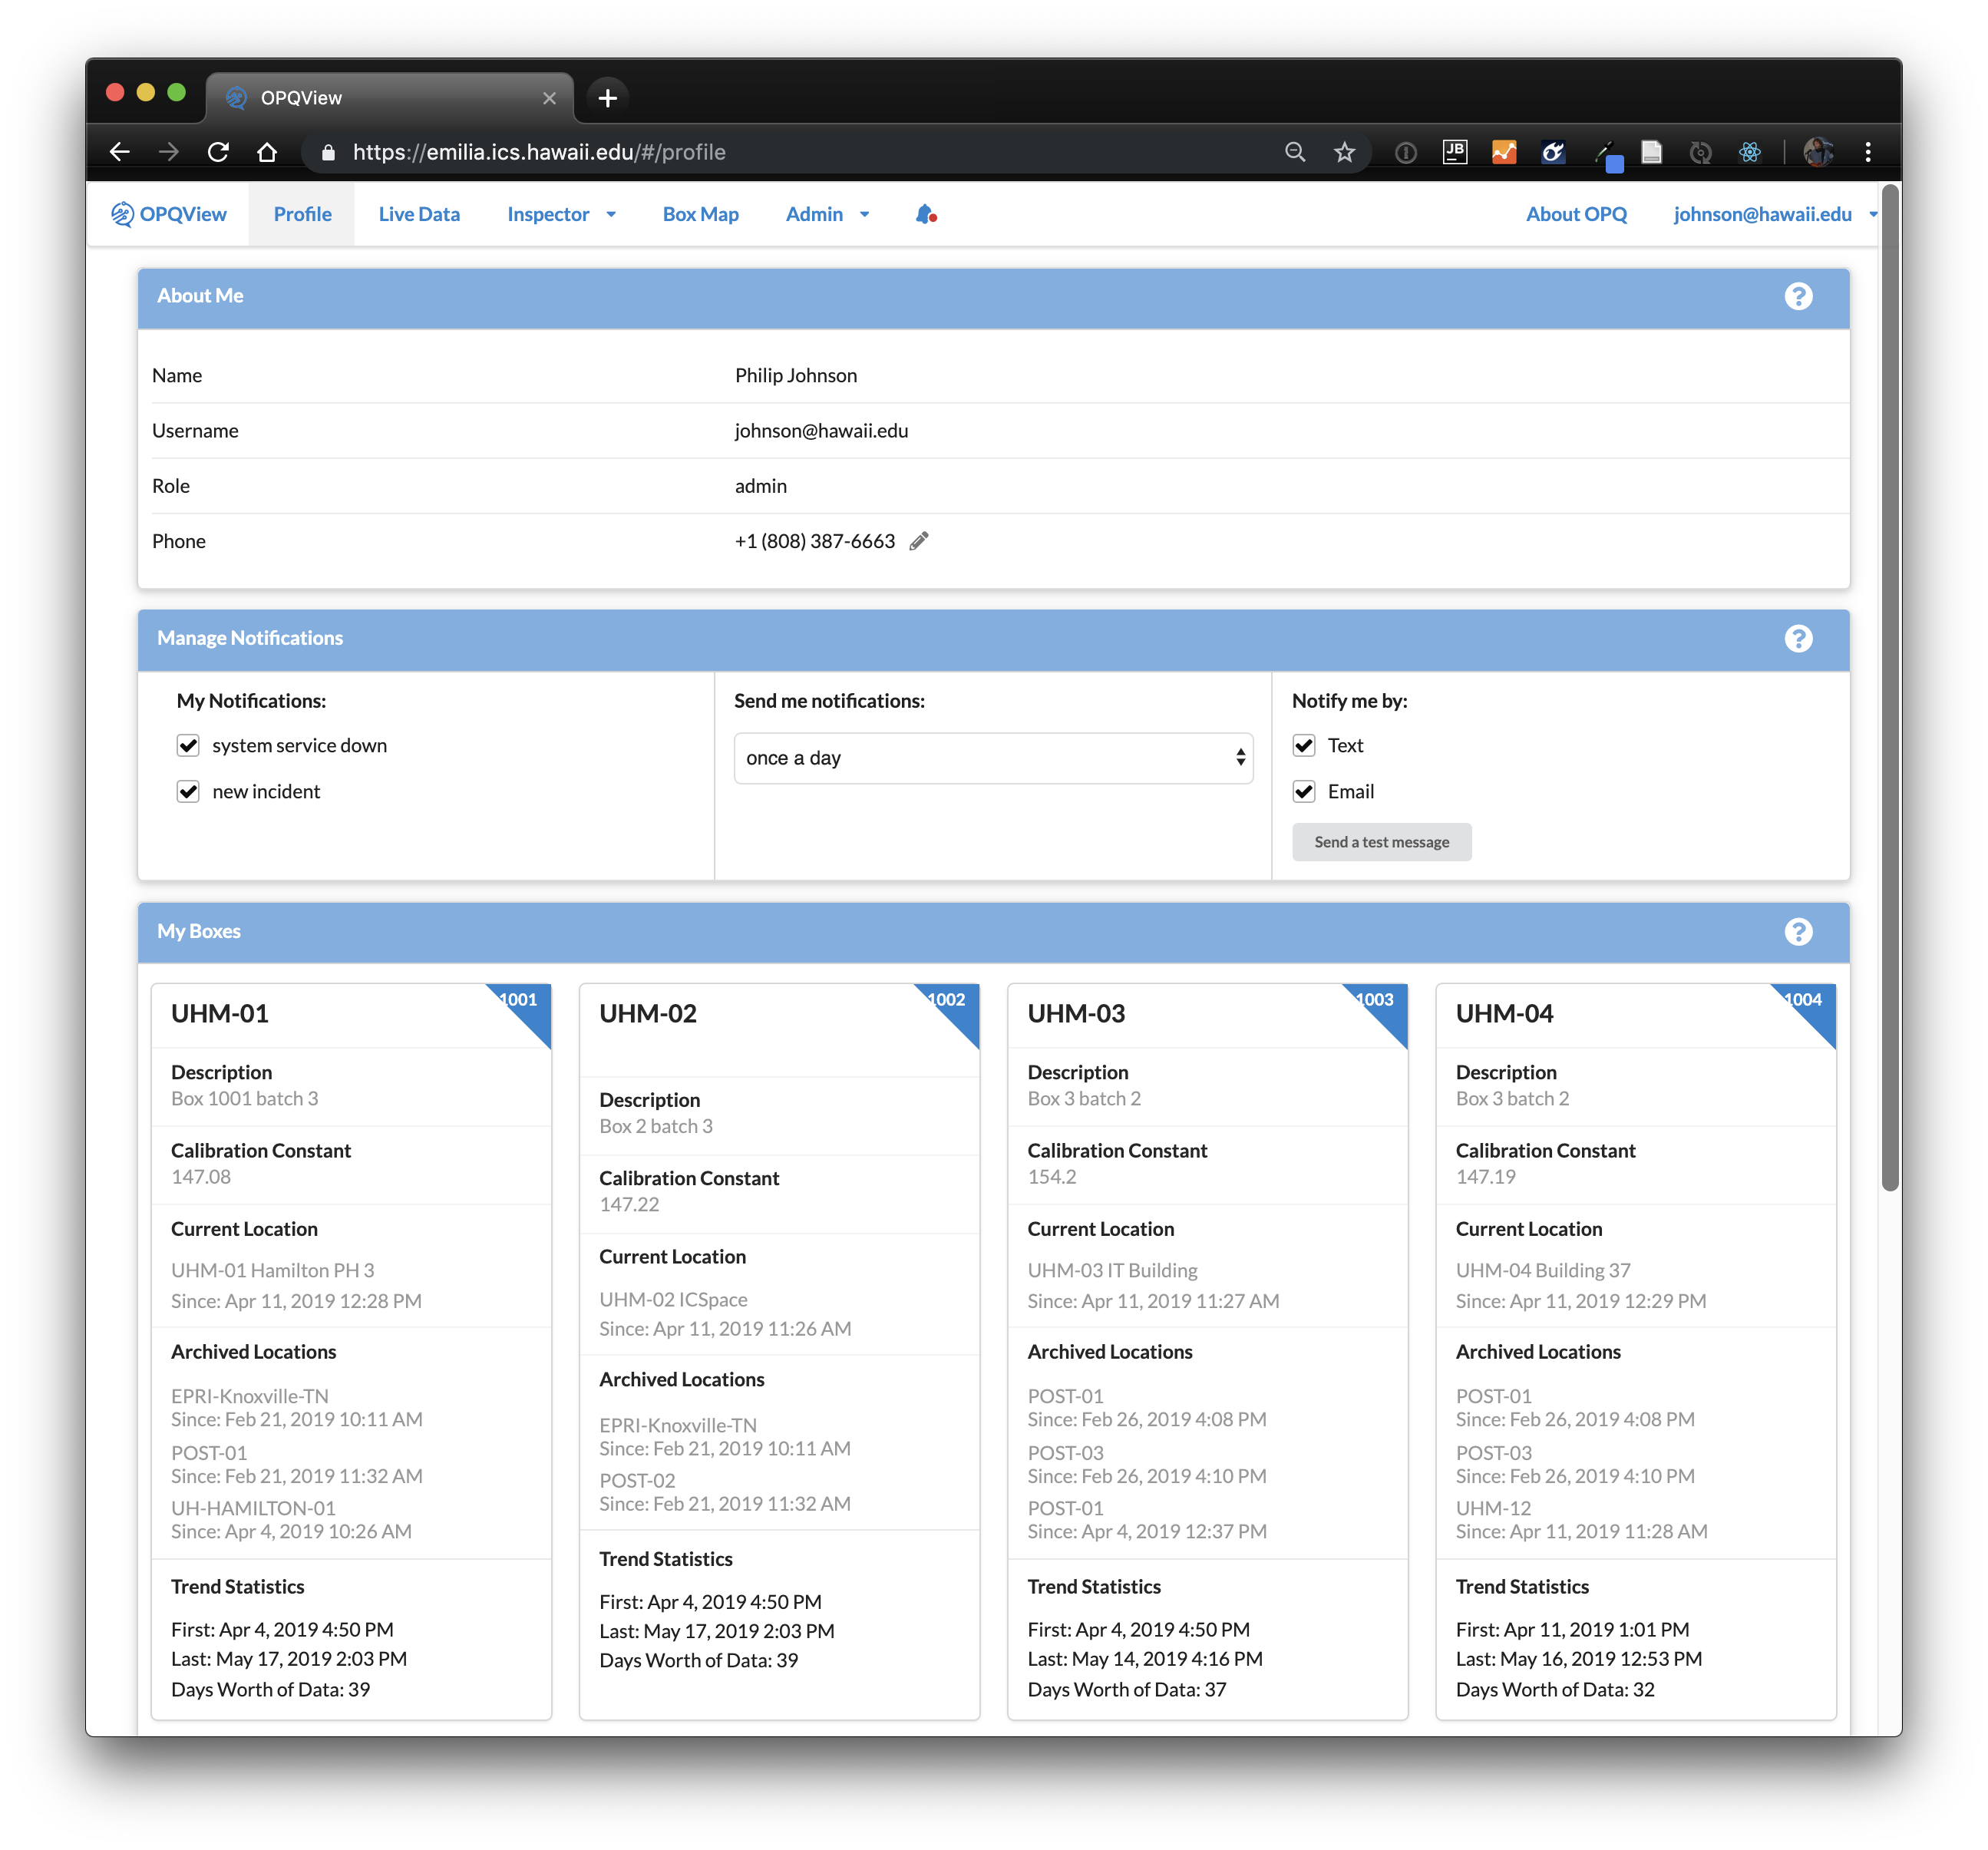 OPQView
https://emilia.ics.hawaii.edu/#/profile
JB
OPQView Profile Live Data Inspector Box Map Admin About OPQ johnson@hawaii.edu
About Me
Name Philip Johnson
Username johnson@hawaii.edu
Role admin
Phone +1 (808) 387-6663
Manage Notifications
My Notifications:
system service down
new incident
Send me notifications:
once a day
Notify me by:
Text
Email
Send a test message
My Boxes
UHM-01
1001
Description
Box 1001 batch 3
Calibration Constant
147.08
Current Location
UHM-01 Hamilton PH 3
Since: Apr 11, 2019 12:28 PM
Archived Locations
EPRI-Knoxville-TN
Since: Feb 21, 2019 10:11 AM
POST-01
Since: Feb 21, 2019 11:32 AM
UH-HAMILTON-01
Since: Apr 4, 2019 10:26 AM
Trend Statistics
First: Apr 4, 2019 4:50 PM
Last: May 17, 2019 2:03 PM
Days Worth of Data: 39
UHM-02
1002
Description
Box 2 batch 3
Calibration Constant
147.22
Current Location
UHM-02 ICSpace
Since: Apr 11, 2019 11:26 AM
Archived Locations
EPRI-Knoxville-TN
Since: Feb 21, 2019 10:11 AM
POST-02
Since: Feb 21, 2019 11:32 AM
Trend Statistics
First: Apr 4, 2019 4:50 PM
Last: May 17, 2019 2:03 PM
Days Worth of Data: 39
UHM-03
1003
Description
Box 3 batch 2
Calibration Constant
154.2
Current Location
UHM-03 IT Building
Since: Apr 11, 2019 11:27 AM
Archived Locations
POST-01
Since: Feb 26, 2019 4:08 PM
POST-03
Since: Feb 26, 2019 4:10 PM
POST-01
Since: Apr 4, 2019 12:37 PM
Trend Statistics
First: Apr 4, 2019 4:50 PM
Last: May 14, 2019 4:16 PM
Days Worth of Data: 37
UHM-04
1004
Description
Box 3 batch 2
Calibration Constant
147.19
Current Location
UHM-04 Building 37
Since: Apr 11, 2019 12:29 PM
Archived Locations
POST-01
Since: Feb 26, 2019 4:08 PM
POST-03
Since: Feb 26, 2019 4:10 PM
UHM-12
Since: Apr 11, 2019 11:28 AM
Trend Statistics
First: Apr 11, 2019 1:01 PM
Last: May 16, 2019 12:53 PM
Days Worth of Data: 32